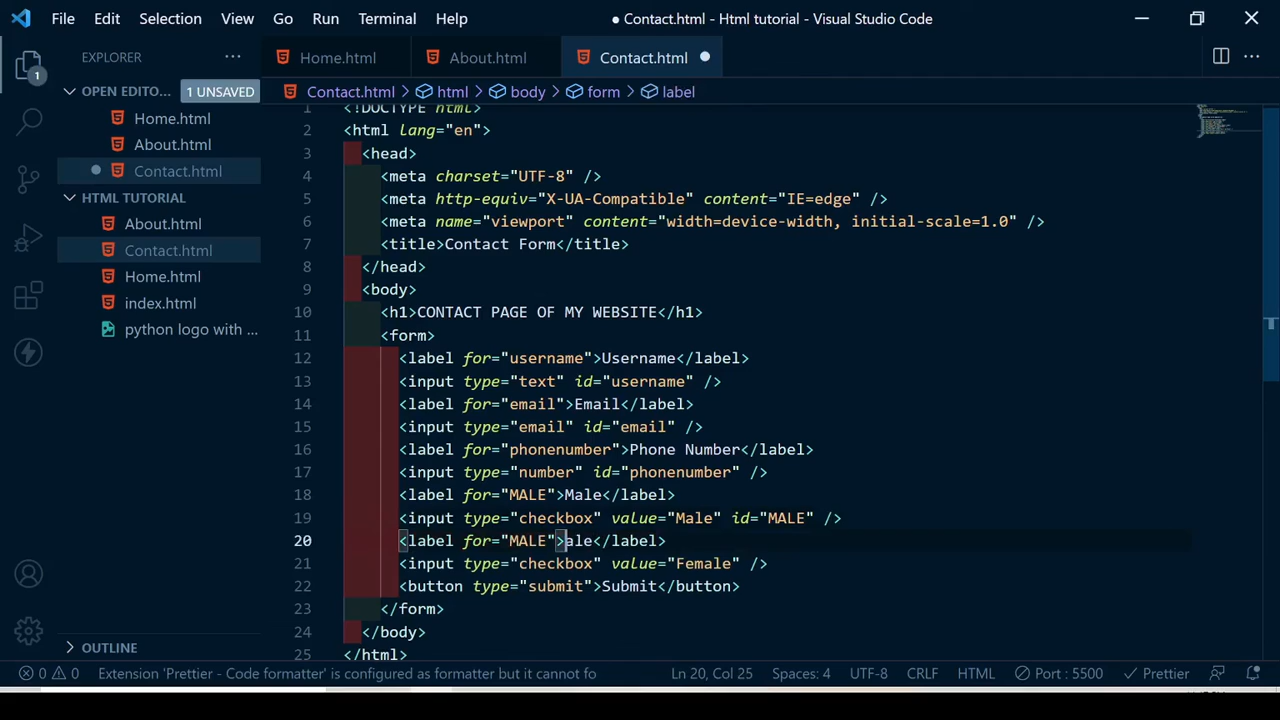 File Edit Selection View Go Run Terminal Help ● Contact.html - Html tutorial - Visual Studio Code
EXPLORER ···
1
OPEN EDITO... 1 UNSAVED
Home.html
About.html
Contact.html
HTML TUTORIAL
About.html
Contact.html
Home.html
index.html
python logo with ...
OUTLINE
Home.html About.html Contact.html ●
Contact.html > html > body > form > label
1 <!DOCTYPE html>
2 <html lang="en">
3 <head>
4 <meta charset="UTF-8" />
5 <meta http-equiv="X-UA-Compatible" content="IE=edge" />
6 <meta name="viewport" content="width=device-width, initial-scale=1.0" />
7 <title>Contact Form</title>
8 </head>
9 <body>
10 <h1>CONTACT PAGE OF MY WEBSITE</h1>
11 <form>
12 <label for="username">Username</label>
13 <input type="text" id="username" />
14 <label for="email">Email</label>
15 <input type="email" id="email" />
16 <label for="phonenumber">Phone Number</label>
17 <input type="number" id="phonenumber" />
18 <label for="MALE">Male</label>
19 <input type="checkbox" value="Male" id="MALE" />
20 <label for="MALE">ale</label>
21 <input type="checkbox" value="Female" />
22 <button type="submit">Submit</button>
23 </form>
24 </body>
25 </html>
0 0 Extension 'Prettier - Code formatter' is configured as formatter but it cannot fo Ln 20, Col 25 Spaces: 4 UTF-8 CRLF HTML Port : 5500 Prettier